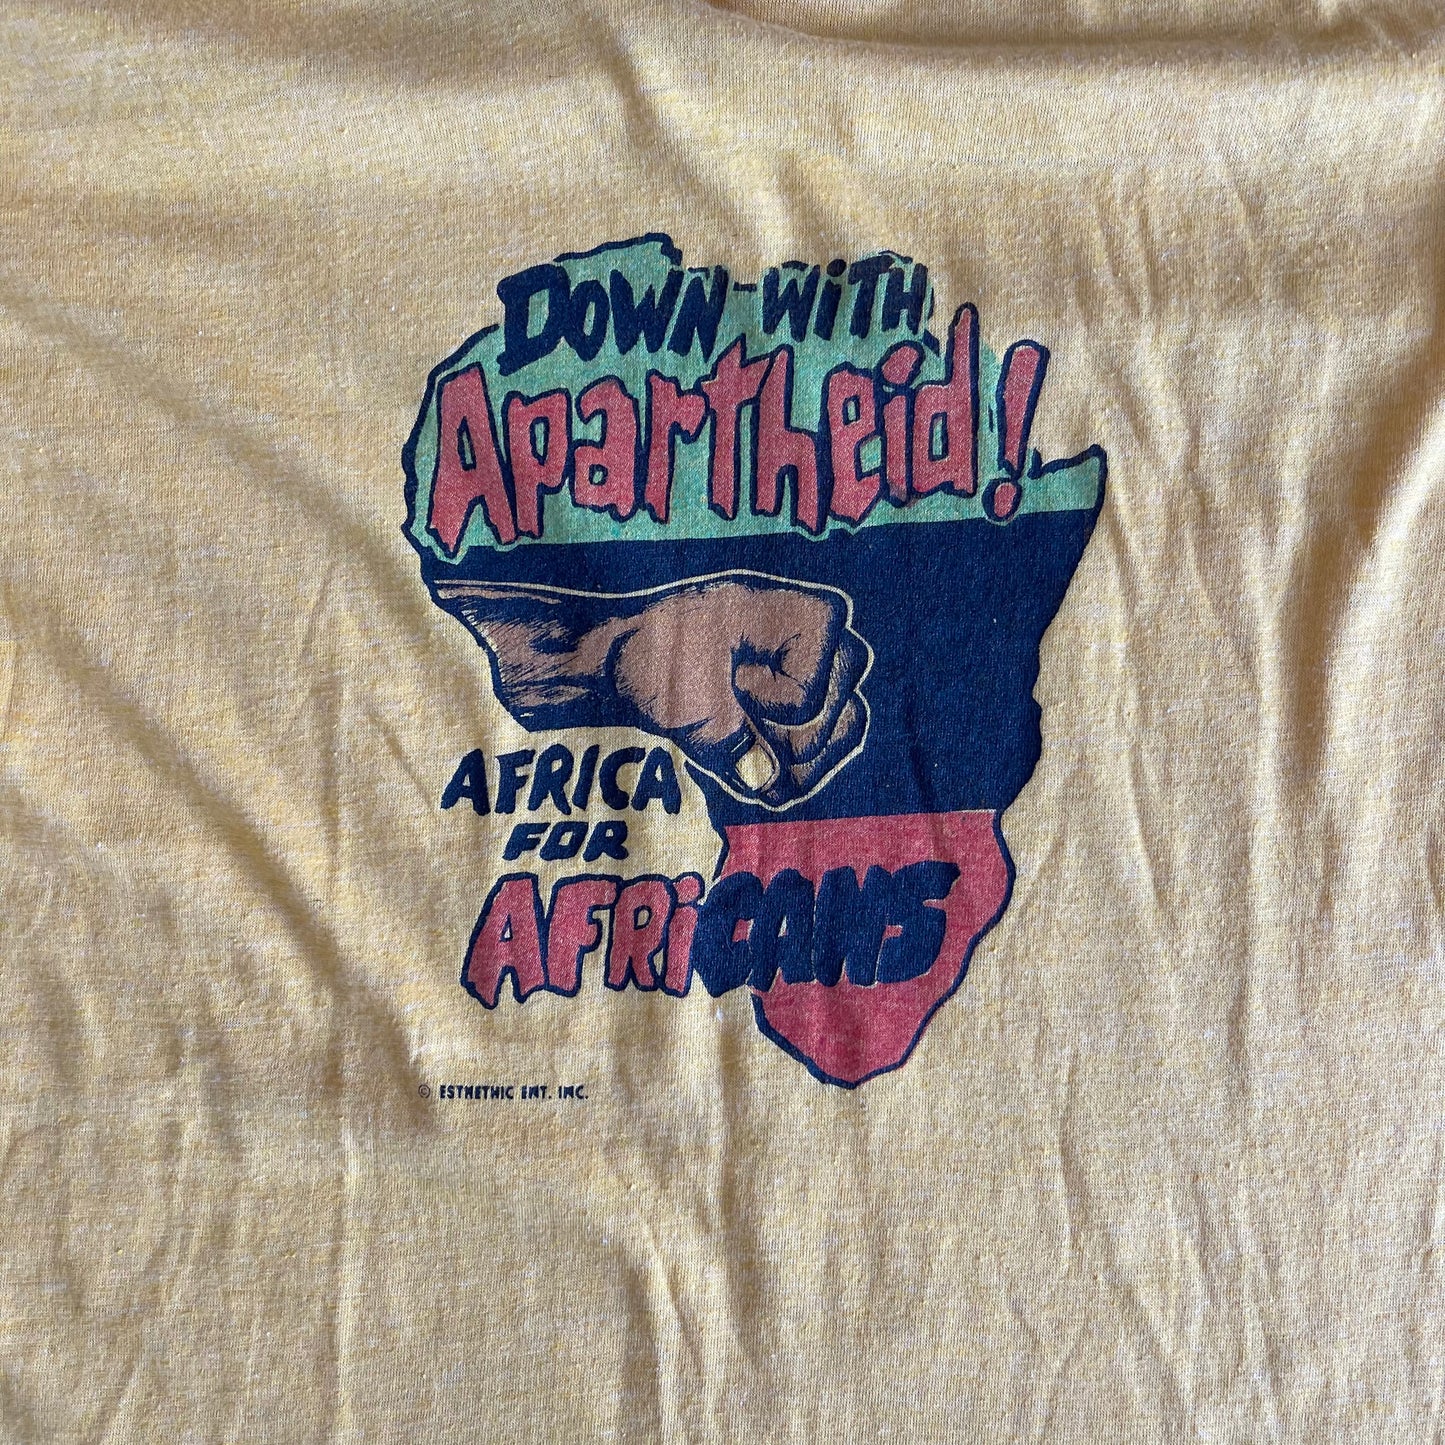 DOWN-WiTH
APARTHEiD!
AFRICA
FOR
AFRiCANS
© ESTHETHIC ENT. INC.